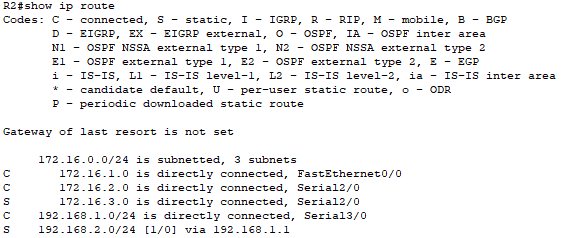 R2#show ip route
Codes: C - connected, S - static, I - IGRP, R - RIP, M - mobile, B - BGP
D - EIGRP, EX - EIGRP external, O - OSPF, IA - OSPF inter area
N1 - OSPF NSSA external type 1, N2 - OSPF NSSA external type 2
E1 - OSPF external type 1, E2 - OSPF external type 2, E - EGP
i - IS-IS, L1 - IS-IS level-1, L2 - IS-IS level-2, ia - IS-IS inter area
* - candidate default, U - per-user static route, o - ODR
P - periodic downloaded static route
Gateway of last resort is not set
172.16.0.0/24 is subnetted, 3 subnets
C 172.16.1.0 is directly connected, FastEthernet0/0
C 172.16.2.0 is directly connected, Serial2/0
S 172.16.3.0 is directly connected, Serial2/0
C 192.168.1.0/24 is directly connected, Serial3/0
S 192.168.2.0/24 [1/0] via 192.168.1.1